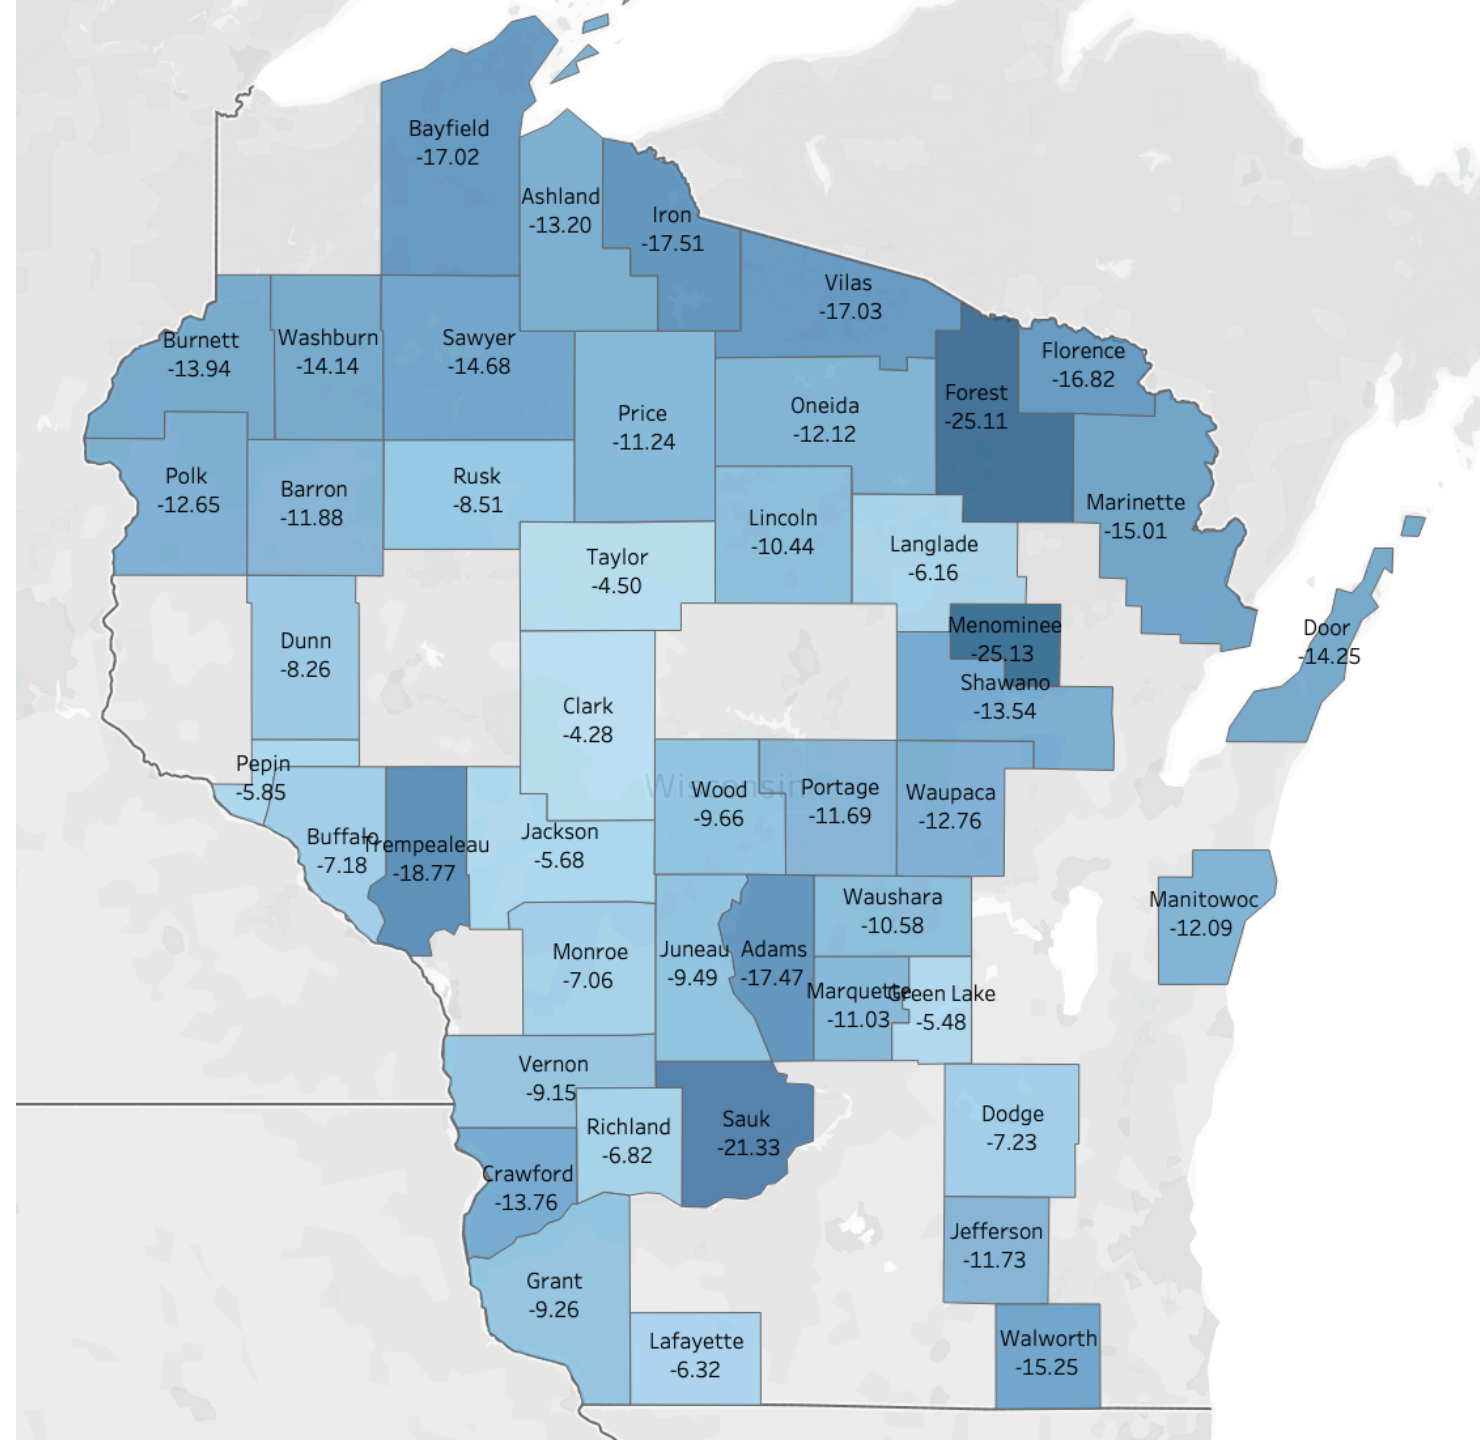 Bayfield
-17.02
Ashland
-13.20
Iron
-17.51
Vilas
-17.03
Burnett
-13.94
Washburn
-14.14
Sawyer
-14.68
Florence
-16.82
Forest
-25.11
Price
-11.24
Oneida
-12.12
Polk
-12.65
Barron
-11.88
Rusk
-8.51
Marinette
-15.01
Lincoln
-10.44
Langlade
-6.16
Taylor
-4.50
Menominee
-25.13
Door
-14.25
Dunn
-8.26
Shawano
-13.54
Clark
-4.28
Pepin
-5.85
Wisconsin
Wood
-9.66
Portage
-11.69
Waupaca
-12.76
Buffalo
-7.18
Trempealeau
-18.77
Jackson
-5.68
Waushara
-10.58
Manitowoc
-12.09
Monroe
-7.06
Juneau
-9.49
Adams
-17.47
Marquette
-11.03
Green Lake
-5.48
Vernon
-9.15
Richland
-6.82
Sauk
-21.33
Dodge
-7.23
Crawford
-13.76
Jefferson
-11.73
Grant
-9.26
Lafayette
-6.32
Walworth
-15.25